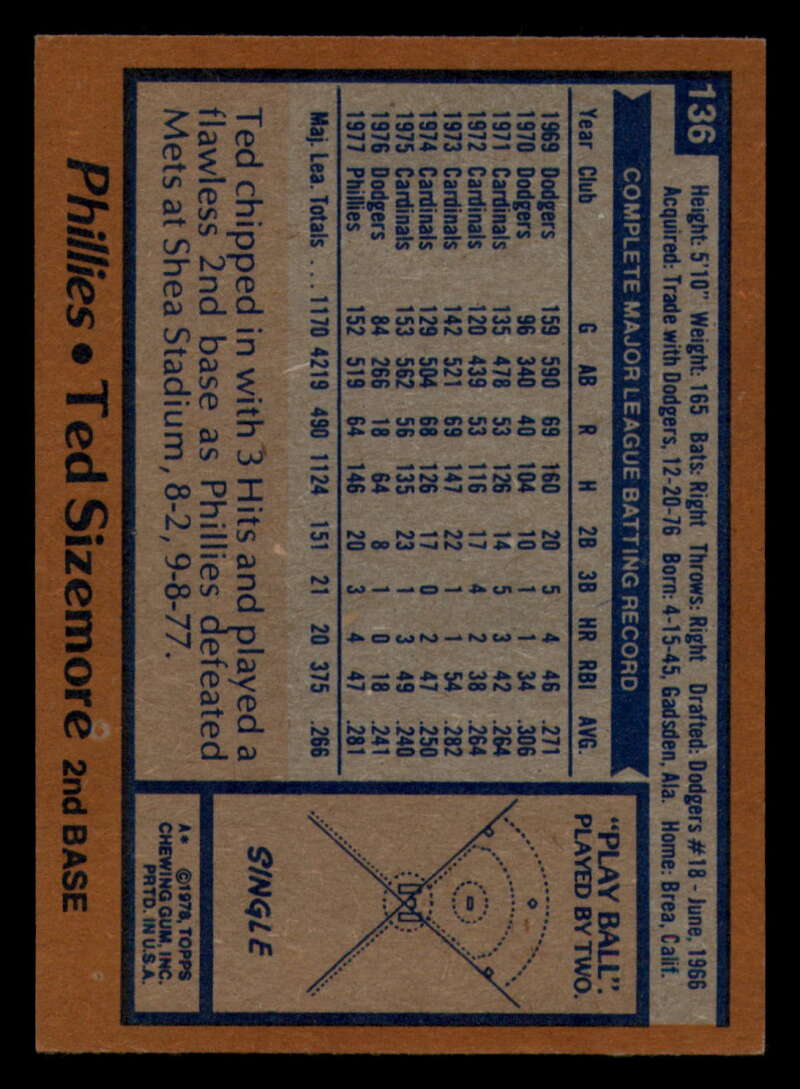 136
Height: 5'10" Weight: 165 Bats: Right Throws: Right Drafted: Dodgers #18 - June, 1966
Acquired: Trade with Dodgers, 12-20-76 Born: 4-15-45, Gadsden, Ala. Home: Brea, Calif.
COMPLETE MAJOR LEAGUE BATTING RECORD
Year Club G AB R H 2B 3B HR RBI AVG.
1969 Dodgers 159 590 69 160 20 5 4 46 .271
1970 Dodgers 96 340 40 104 10 1 1 34 .306
1971 Cardinals 135 478 53 126 14 5 3 42 .264
1972 Cardinals 120 439 53 116 17 4 2 38 .264
1973 Cardinals 142 521 69 147 22 1 1 54 .282
1974 Cardinals 129 504 68 126 17 0 2 47 .250
1975 Cardinals 153 562 56 135 23 1 3 49 .240
1976 Dodgers 84 266 18 64 8 1 0 18 .241
1977 Phillies 152 519 64 146 20 3 4 47 .281
Maj. Lea. Totals ... 1170 4219 490 1124 151 21 20 375 .266
Ted chipped in with 3 Hits and played a
flawless 2nd base as Phillies defeated
Mets at Shea Stadium, 8-2, 9-8-77.
"PLAY BALL".
PLAYED BY TWO.
SINGLE
A* ©1978, TOPPS
CHEWING GUM, INC.
PRTD. IN U.S.A.
Phillies • Ted Sizemore 2nd BASE